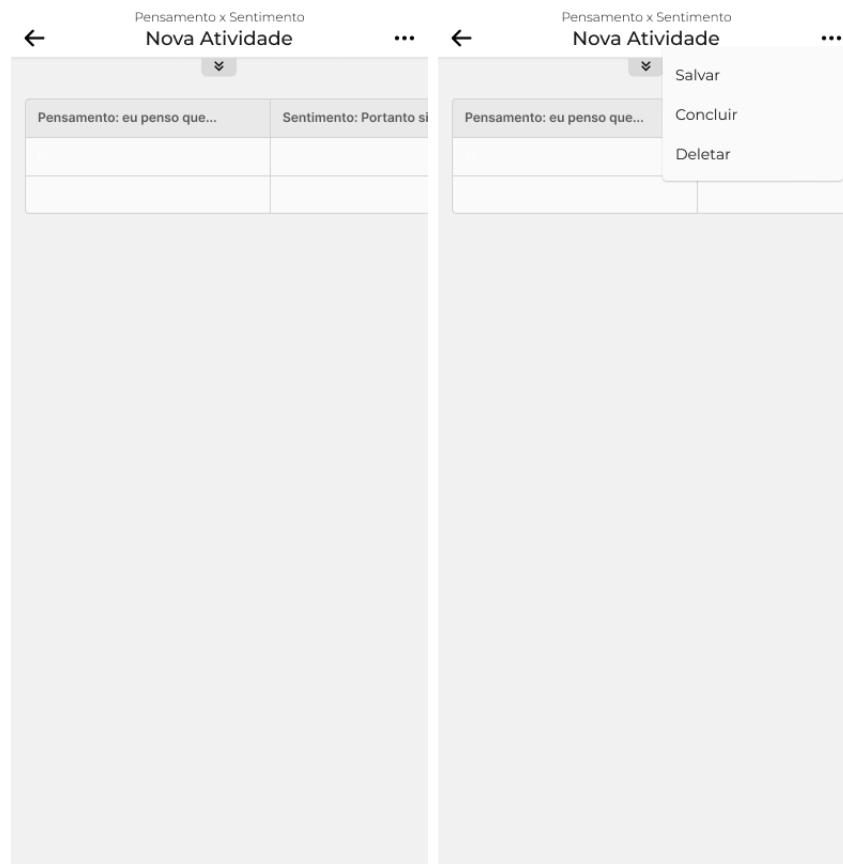 Pensamento x Sentimento
Nova Atividade
Pensamento: eu penso que...
Sentimento: Portanto si
Pensamento x Sentimento
Nova Atividade
Salvar
Concluir
Deletar
Pensamento: eu penso que...